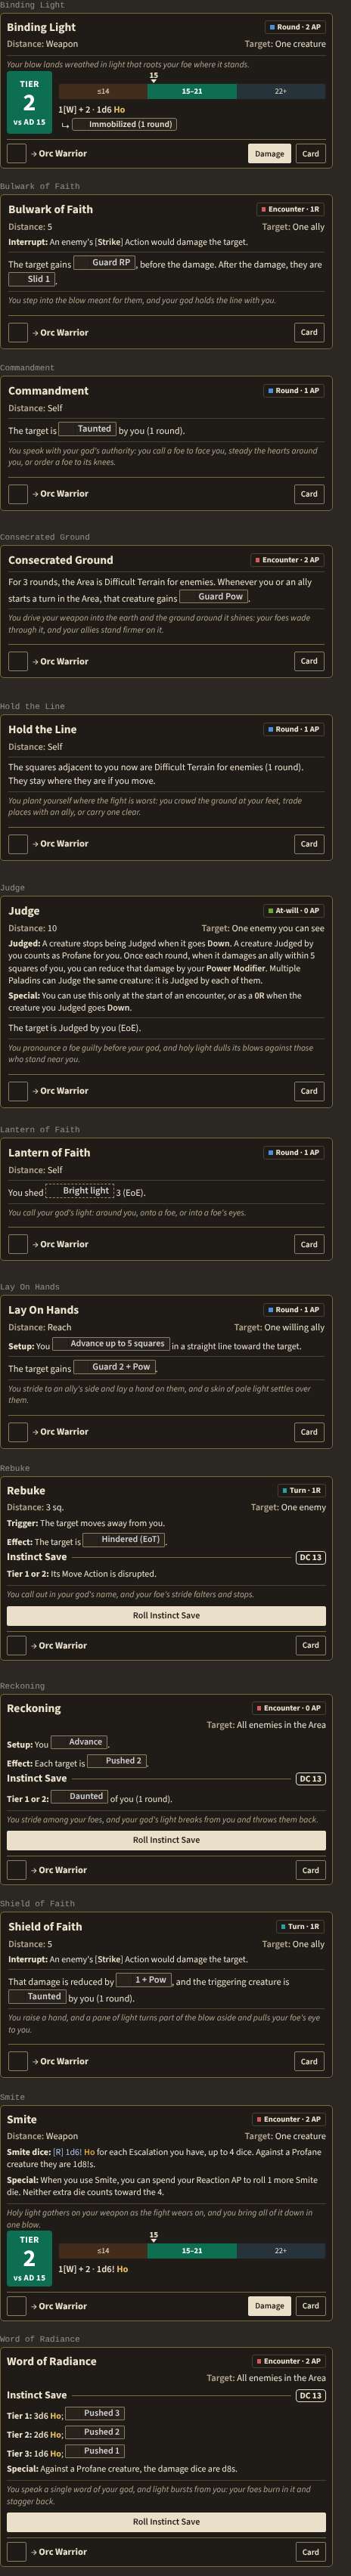 Binding Light
Binding Light
Round · 2 AP
Distance: Weapon
Target: One creature
Your blow lands wreathed in light that roots your foe where it stands.
TIER
2
vs AD 15
15
≤14
15–21
22+
1[W] + 2 · 1d6 Ho
↪ Immobilized (1 round)
→ Orc Warrior
Damage
Card
Bulwark of Faith
Bulwark of Faith
Encounter · 1R
Distance: 5
Target: One ally
Interrupt: An enemy's [Strike] Action would damage the target.
The target gains Guard RP, before the damage. After the damage, they are
Slid 1.
You step into the blow meant for them, and your god holds the line with you.
→ Orc Warrior
Card
Commandment
Commandment
Round · 1 AP
Distance: Self
The target is Taunted by you (1 round).
You speak with your god's authority: you call a foe to face you, steady the hearts around
you, or order a foe to its knees.
→ Orc Warrior
Card
Consecrated Ground
Consecrated Ground
Encounter · 2 AP
For 3 rounds, the Area is Difficult Terrain for enemies. Whenever you or an ally
starts a turn in the Area, that creature gains Guard Pow.
You drive your weapon into the earth and the ground around it shines: your foes wade
through it, and your allies stand firmer on it.
→ Orc Warrior
Card
Hold the Line
Hold the Line
Round · 1 AP
Distance: Self
The squares adjacent to you now are Difficult Terrain for enemies (1 round).
They stay where they are if you move.
You plant yourself where the fight is worst: you crowd the ground at your feet, trade
places with an ally, or carry one clear.
→ Orc Warrior
Card
Judge
Judge
At-will · 0 AP
Distance: 10
Target: One enemy you can see
Judged: A creature stops being Judged when it goes Down. A creature Judged by
you counts as Profane for you. Once each round, when it damages an ally within 5
squares of you, you can reduce that damage by your Power Modifier. Multiple
Paladins can Judge the same creature: it is Judged by each of them.
Special: You can use this only at the start of an encounter, or as a 0R when the
creature you Judged goes Down.
The target is Judged by you (EoE).
You pronounce a foe guilty before your god, and holy light dulls its blows against those
who stand near you.
→ Orc Warrior
Card
Lantern of Faith
Lantern of Faith
Round · 1 AP
Distance: Self
You shed Bright light 3 (EoE).
You call your god's light: around you, onto a foe, or into a foe's eyes.
→ Orc Warrior
Card
Lay On Hands
Lay On Hands
Round · 1 AP
Distance: Reach
Target: One willing ally
Setup: You Advance up to 5 squares in a straight line toward the target.
The target gains Guard 2 + Pow.
You stride to an ally's side and lay a hand on them, and a skin of pale light settles over
them.
→ Orc Warrior
Card
Rebuke
Rebuke
Turn · 1R
Distance: 3 sq.
Target: One enemy
Trigger: The target moves away from you.
Effect: The target is Hindered (EoT).
Instinct Save
DC 13
Tier 1 or 2: Its Move Action is disrupted.
You call out in your god's name, and your foe's stride falters and stops.
Roll Instinct Save
→ Orc Warrior
Card
Reckoning
Reckoning
Encounter · 0 AP
Target: All enemies in the Area
Setup: You Advance.
Effect: Each target is Pushed 2.
Instinct Save
DC 13
Tier 1 or 2: Daunted of you (1 round).
You stride among your foes, and your god's light breaks from you and throws them back.
Roll Instinct Save
→ Orc Warrior
Card
Shield of Faith
Shield of Faith
Turn · 1R
Distance: 5
Target: One ally
Interrupt: An enemy's [Strike] Action would damage the target.
That damage is reduced by 1 + Pow, and the triggering creature is
Taunted by you (1 round).
You raise a hand, and a pane of light turns part of the blow aside and pulls your foe's eye
to you.
→ Orc Warrior
Card
Smite
Smite
Encounter · 2 AP
Distance: Weapon
Target: One creature
Smite dice: [R] 1d6! Ho for each Escalation you have, up to 4 dice. Against a Profane
creature they are 1d8!s.
Special: When you use Smite, you can spend your Reaction AP to roll 1 more Smite
die. Neither extra die counts toward the 4.
Holy light gathers on your weapon as the fight wears on, and you bring all of it down in
one blow.
TIER
2
vs AD 15
15
≤14
15–21
22+
1[W] + 2 · 1d6! Ho
→ Orc Warrior
Damage
Card
Word of Radiance
Word of Radiance
Encounter · 2 AP
Target: All enemies in the Area
Instinct Save
DC 13
Tier 1: 3d6 Ho; Pushed 3
Tier 2: 2d6 Ho; Pushed 2
Tier 3: 1d6 Ho; Pushed 1
Special: Against a Profane creature, the damage dice are d8s.
You speak a single word of your god, and light bursts from you: your foes burn in it and
stagger back.
Roll Instinct Save
→ Orc Warrior
Card